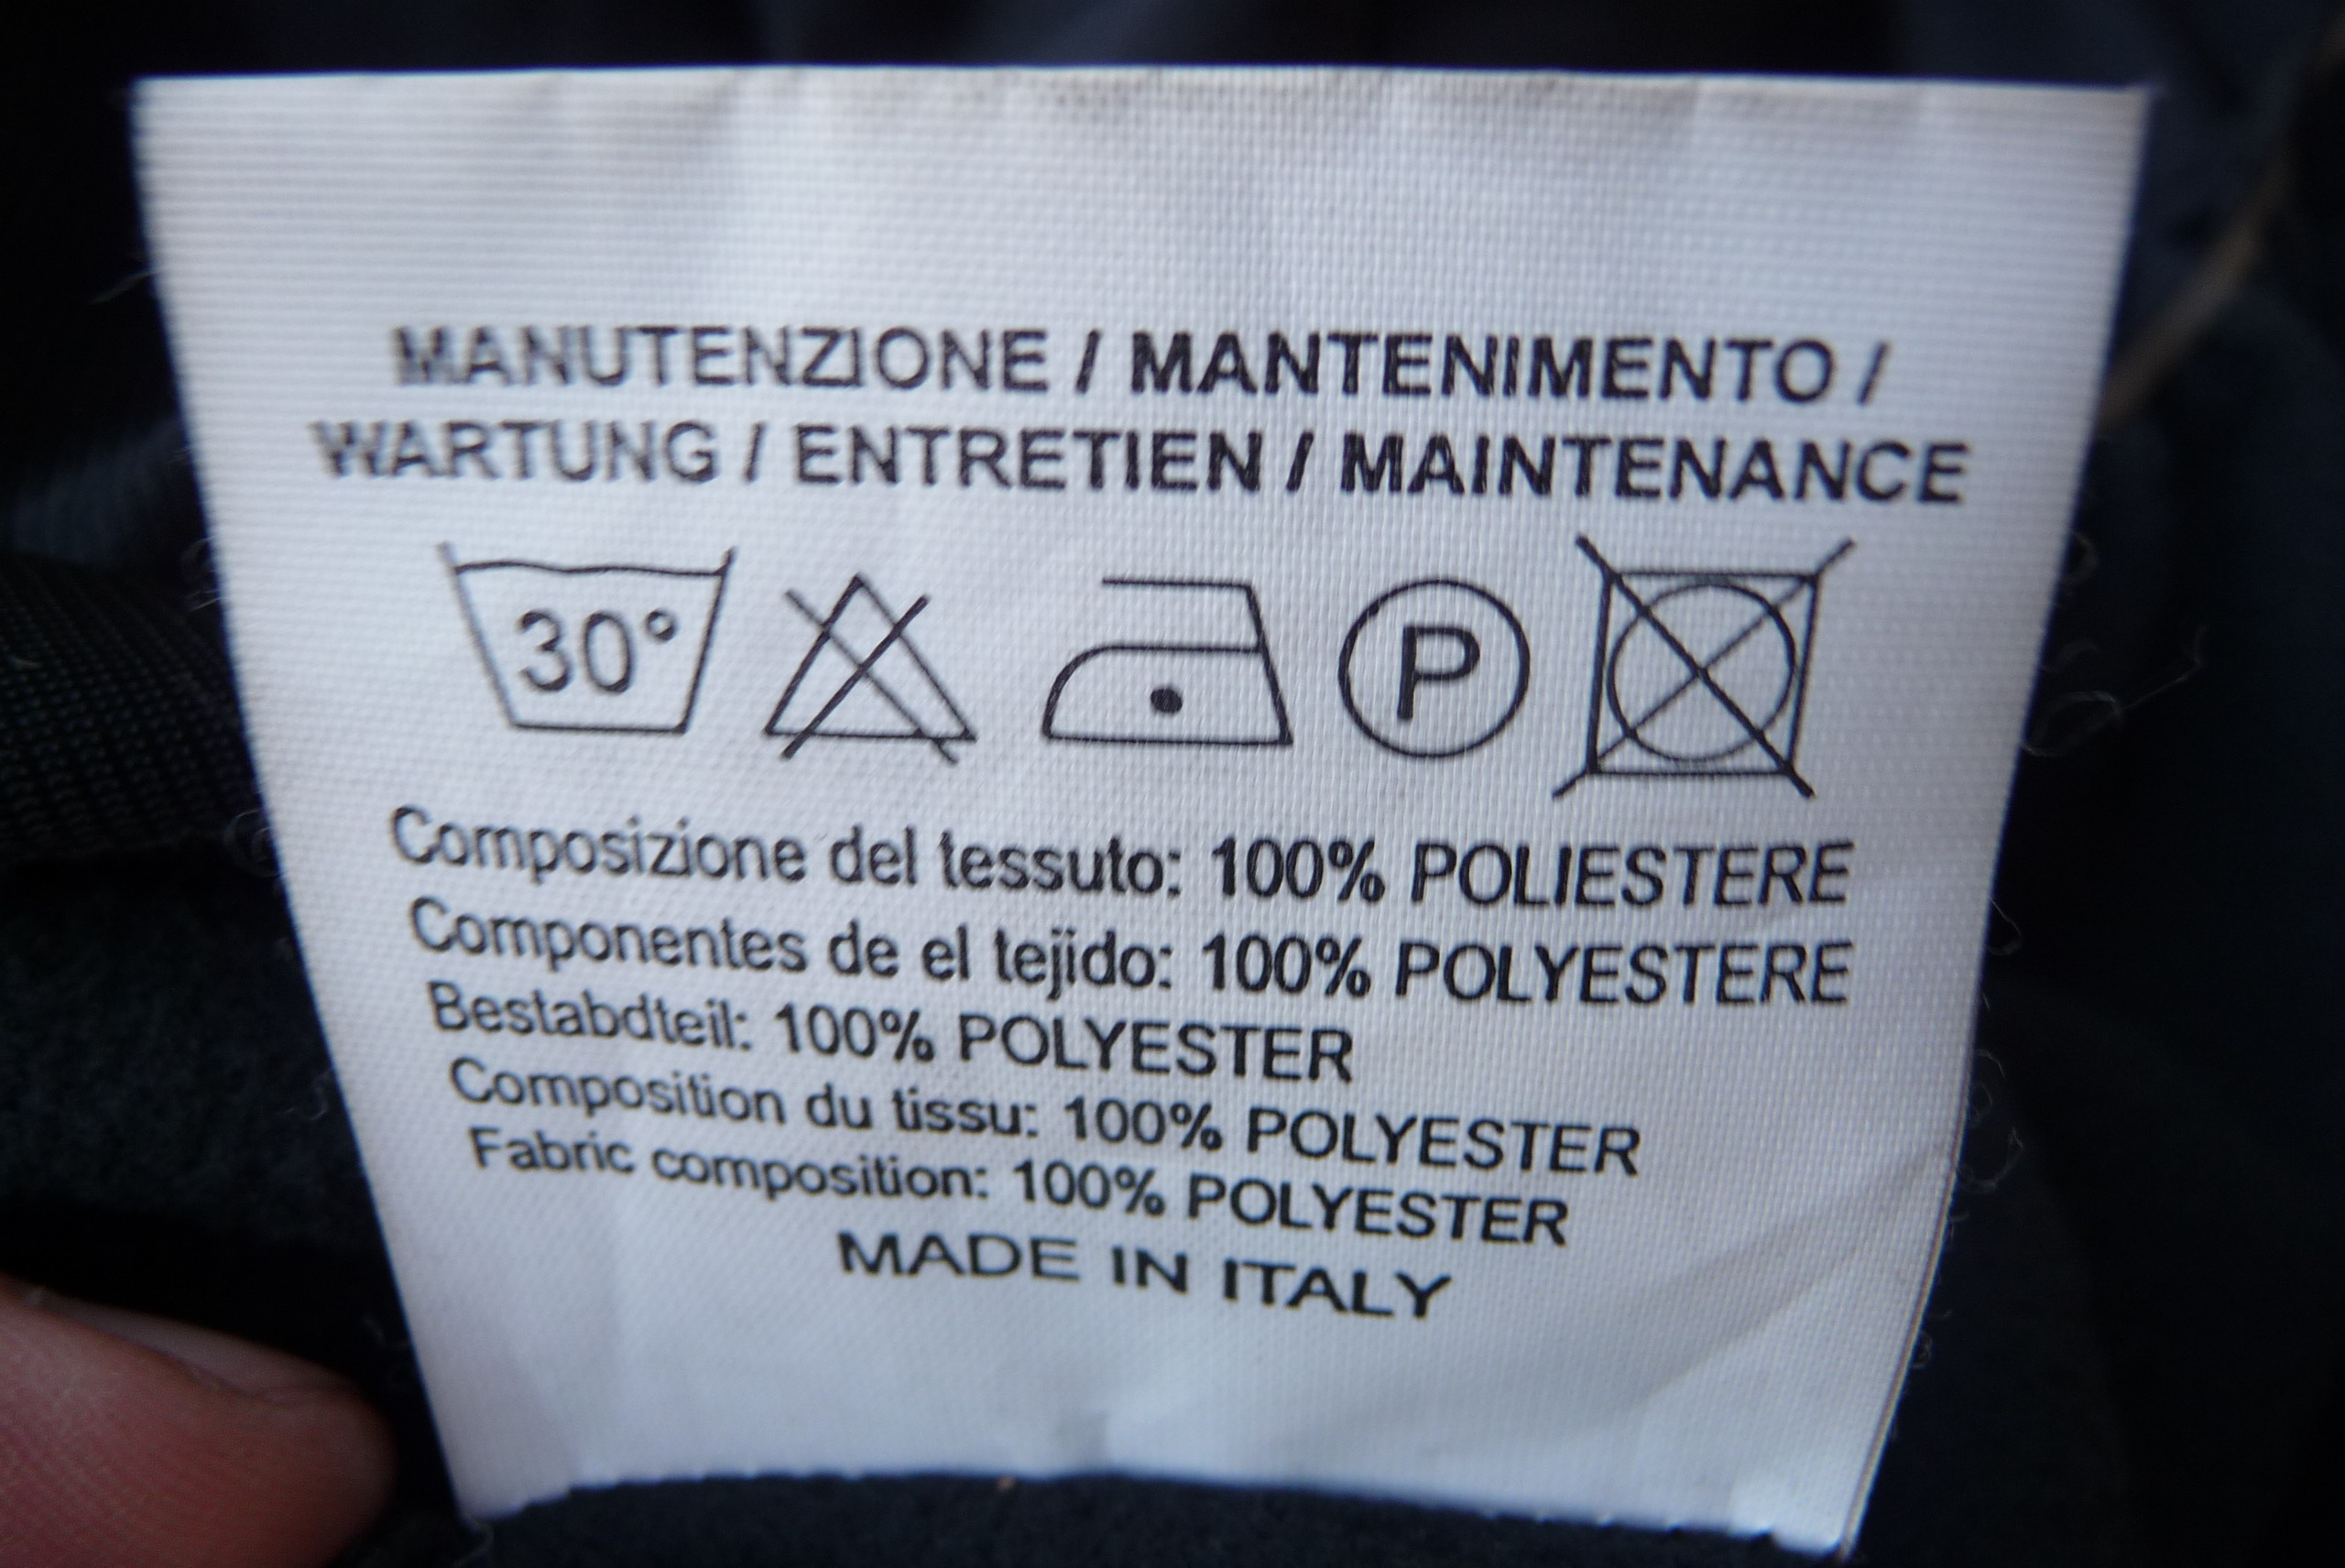 MANUTENZIONE / MANTENIMENTO /
WARTUNG / ENTRETIEN / MAINTENANCE
30° P
Composizione del tessuto: 100% POLIESTERE
Componentes de el tejido: 100% POLYESTERE
Bestabdteil: 100% POLYESTER
Composition du tissu: 100% POLYESTER
Fabric composition: 100% POLYESTER
MADE IN ITALY